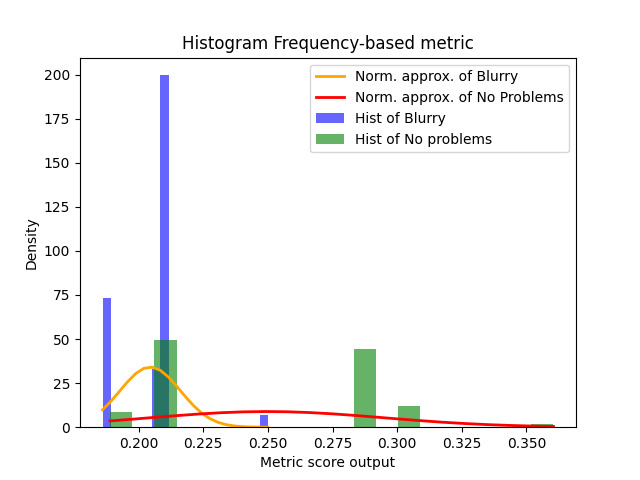 Histogram Frequency-based metric
Norm. approx. of Blurry
Norm. approx. of No Problems
Hist of Blurry
Hist of No problems
Density
200
175
150
125
100
75
50
25
0
0.200
0.225
0.250
0.275
0.300
0.325
0.350
Metric score output